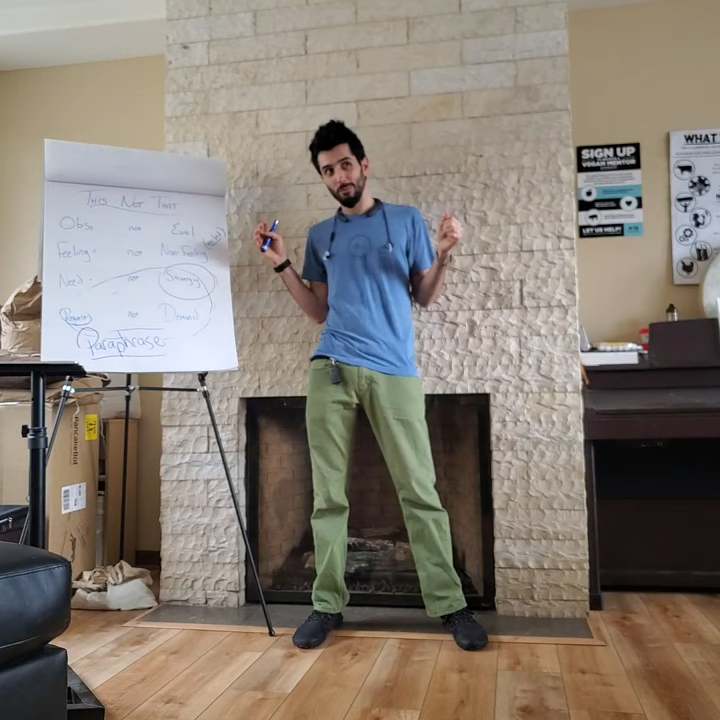 THIS NOT THAT
Obs. not Eval
Feeling. not Non-Feeling
Need. not Strategy
Request not Demand
Paraphrase
SIGN UP
VEGAN MENTOR
LET US HELP!
WHAT
Pancakebot